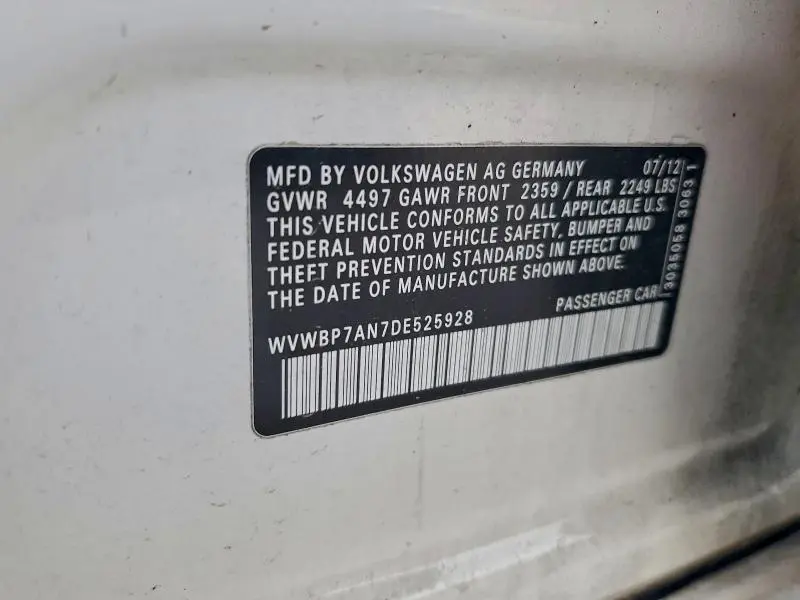 MFD BY VOLKSWAGEN AG GERMANY 07/12
GVWR 4497 GAWR FRONT 2359 / REAR 2249 LBS
THIS VEHICLE CONFORMS TO ALL APPLICABLE U.S.
FEDERAL MOTOR VEHICLE SAFETY, BUMPER AND
THEFT PREVENTION STANDARDS IN EFFECT ON
THE DATE OF MANUFACTURE SHOWN ABOVE.
PASSENGER CAR
WVWBP7AN7DE525928
3035058